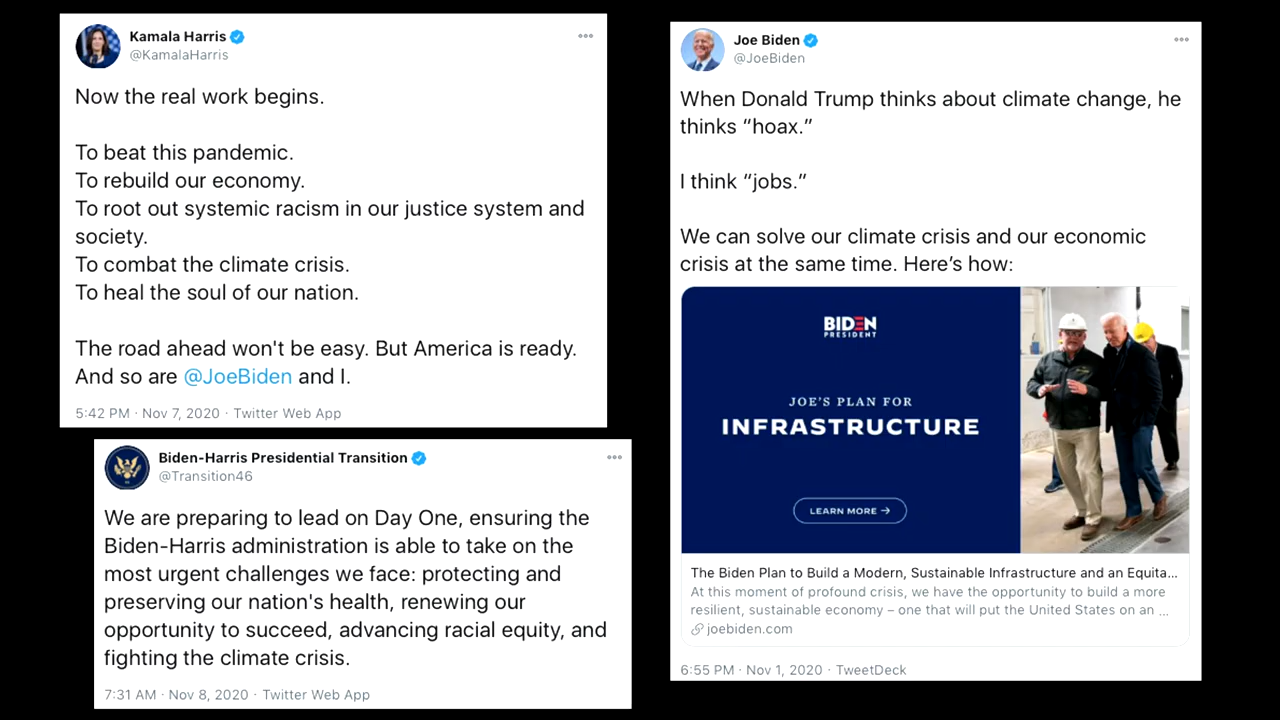 Kamala Harris
@KamalaHarris
Now the real work begins.
To beat this pandemic.
To rebuild our economy.
To root out systemic racism in our justice system and
society.
To combat the climate crisis.
To heal the soul of our nation.
The road ahead won't be easy. But America is ready.
And so are @JoeBiden and I.
5:42 PM · Nov 7, 2020 · Twitter Web App
Biden-Harris Presidential Transition
@Transition46
We are preparing to lead on Day One, ensuring the
Biden-Harris administration is able to take on the
most urgent challenges we face: protecting and
preserving our nation's health, renewing our
opportunity to succeed, advancing racial equity, and
fighting the climate crisis.
7:31 AM · Nov 8, 2020 · Twitter Web App
Joe Biden
@JoeBiden
When Donald Trump thinks about climate change, he
thinks “hoax.”
I think “jobs.”
We can solve our climate crisis and our economic
crisis at the same time. Here’s how:
BIDEN
PRESIDENT
JOE'S PLAN FOR
INFRASTRUCTURE
LEARN MORE →
The Biden Plan to Build a Modern, Sustainable Infrastructure and an Equita...
At this moment of profound crisis, we have the opportunity to build a more
resilient, sustainable economy – one that will put the United States on an ...
joebiden.com
6:55 PM · Nov 1, 2020 · TweetDeck